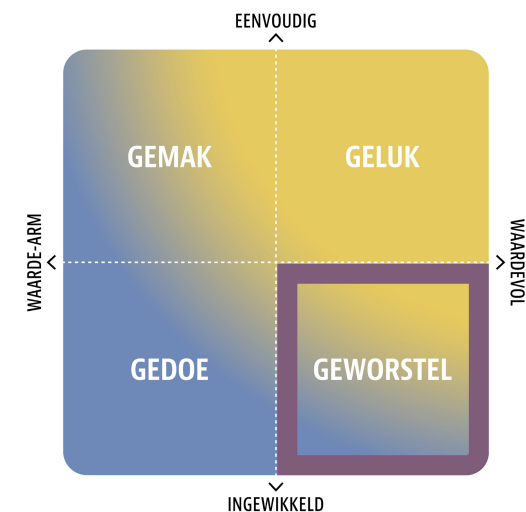 EENVOUDIG
GEMAK
GELUK
WAARDE-ARM
WAARDEVOL
GEDOE
GEWORSTEL
INGEWIKKELD